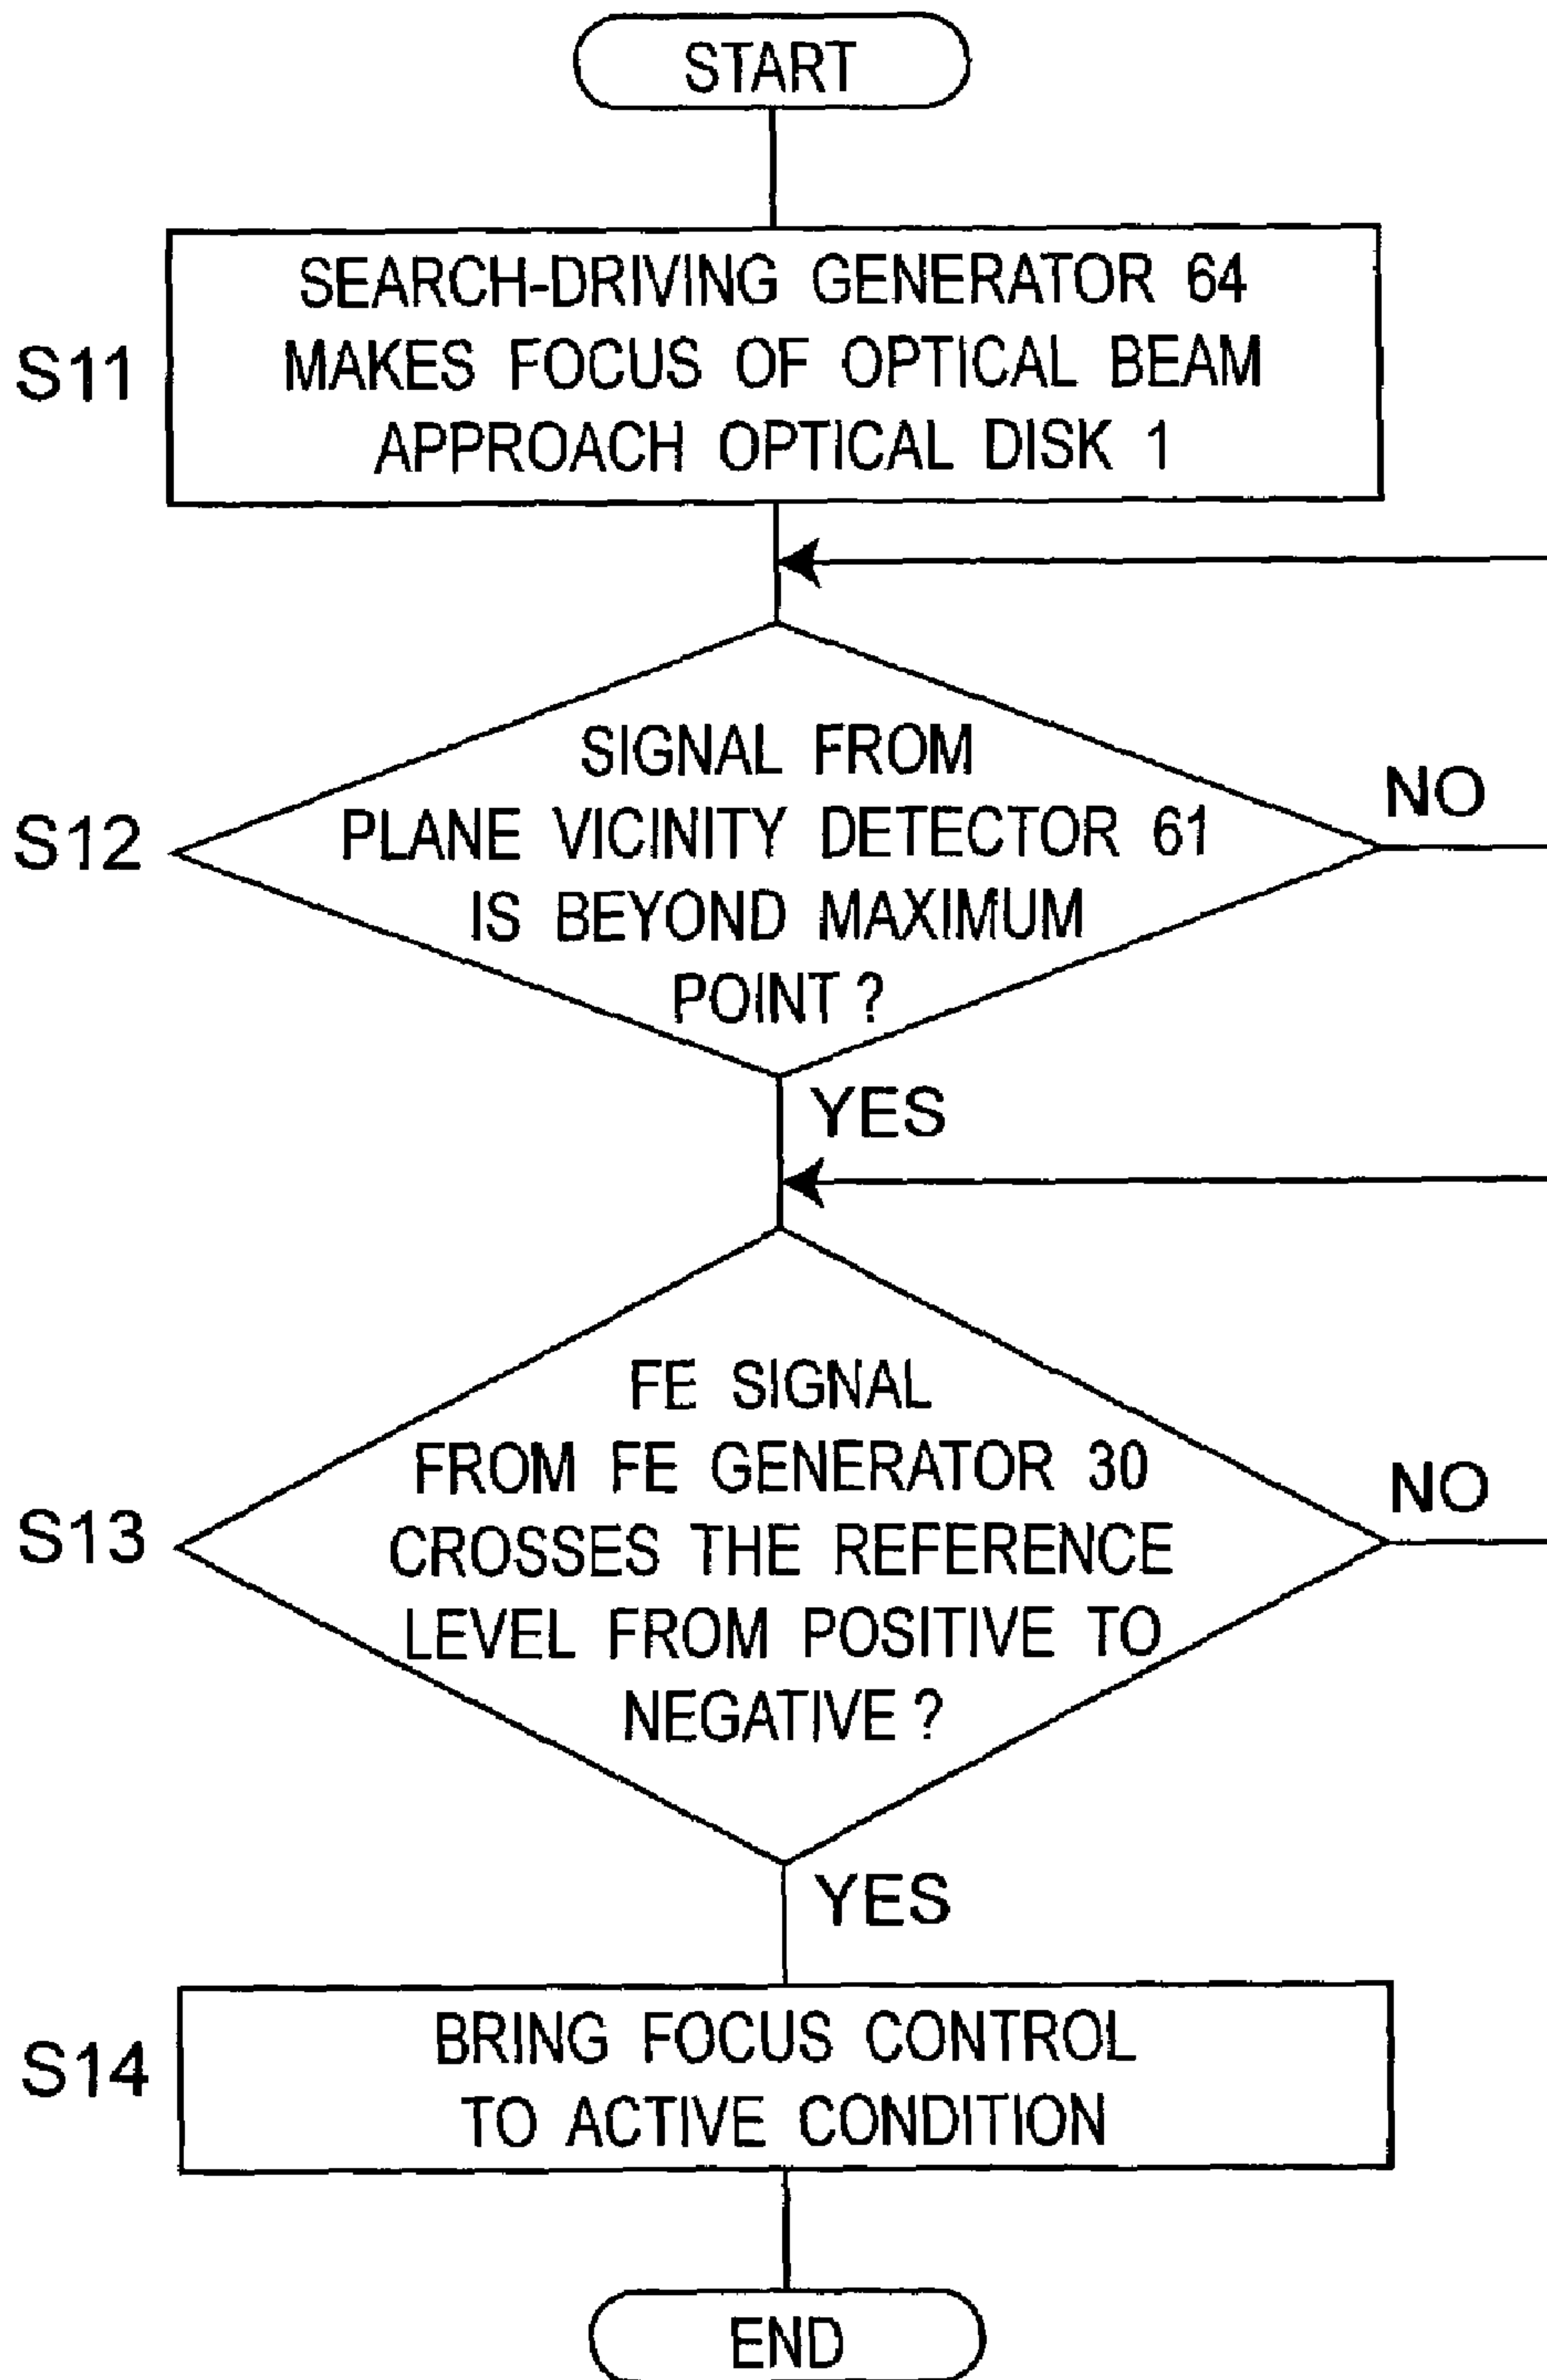 START
S11
SEARCH-DRIVING GENERATOR 64
MAKES FOCUS OF OPTICAL BEAM
APPROACH OPTICAL DISK 1
S12
SIGNAL FROM
PLANE VICINITY DETECTOR 61
IS BEYOND MAXIMUM
POINT ?
NO
YES
S13
FE SIGNAL
FROM FE GENERATOR 30
CROSSES THE REFERENCE
LEVEL FROM POSITIVE TO
NEGATIVE ?
NO
YES
S14
BRING FOCUS CONTROL
TO ACTIVE CONDITION
END